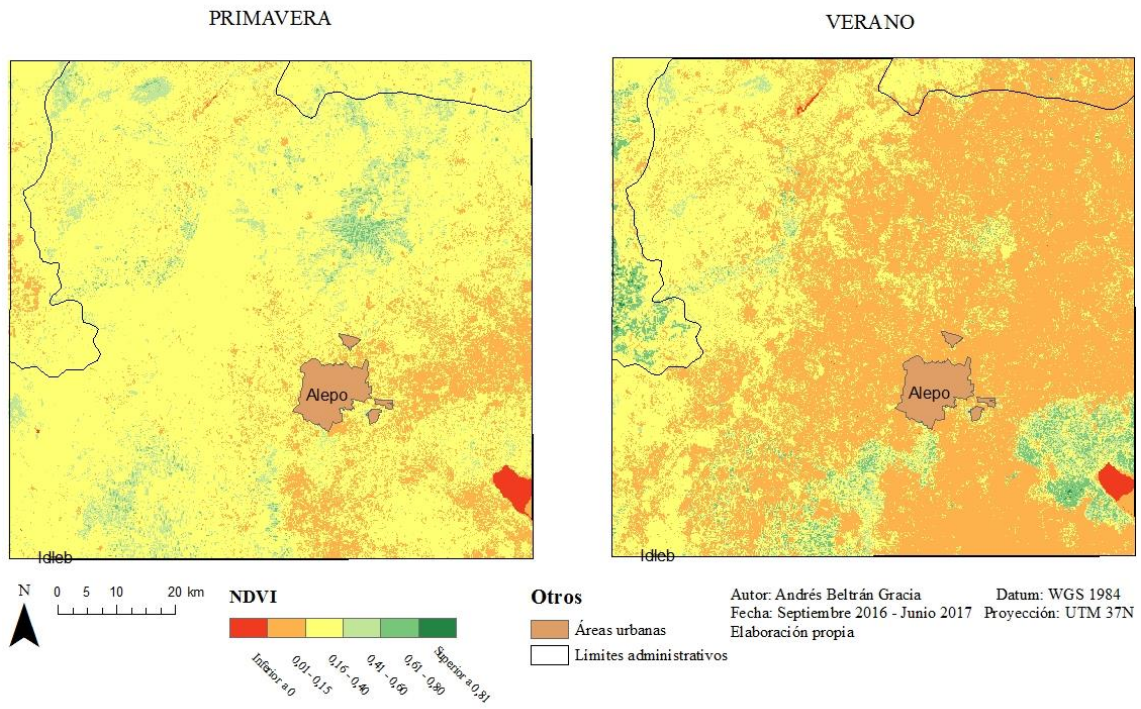 PRIMAVERA
VERANO
Alepo
Alepo
Idleb
Idleb
N
0 5 10 20 km
NDVI
Inferior a 0
0,01 - 0,15
0,16 - 0,40
0,41 - 0,60
0,61 - 0,80
Superior a 0,81
Otros
Áreas urbanas
Límites administrativos
Autor: Andrés Beltrán Gracia Datum: WGS 1984
Fecha: Septiembre 2016 - Junio 2017 Proyección: UTM 37N
Elaboración propia